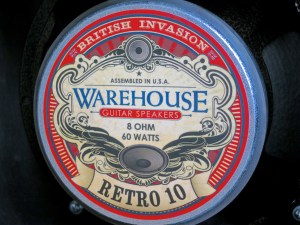 BRITISH INVASION
ASSEMBLED IN U.S.A.
WAREHOUSE
GUITAR SPEAKERS
8 OHM
60 WATTS
RETRO 10